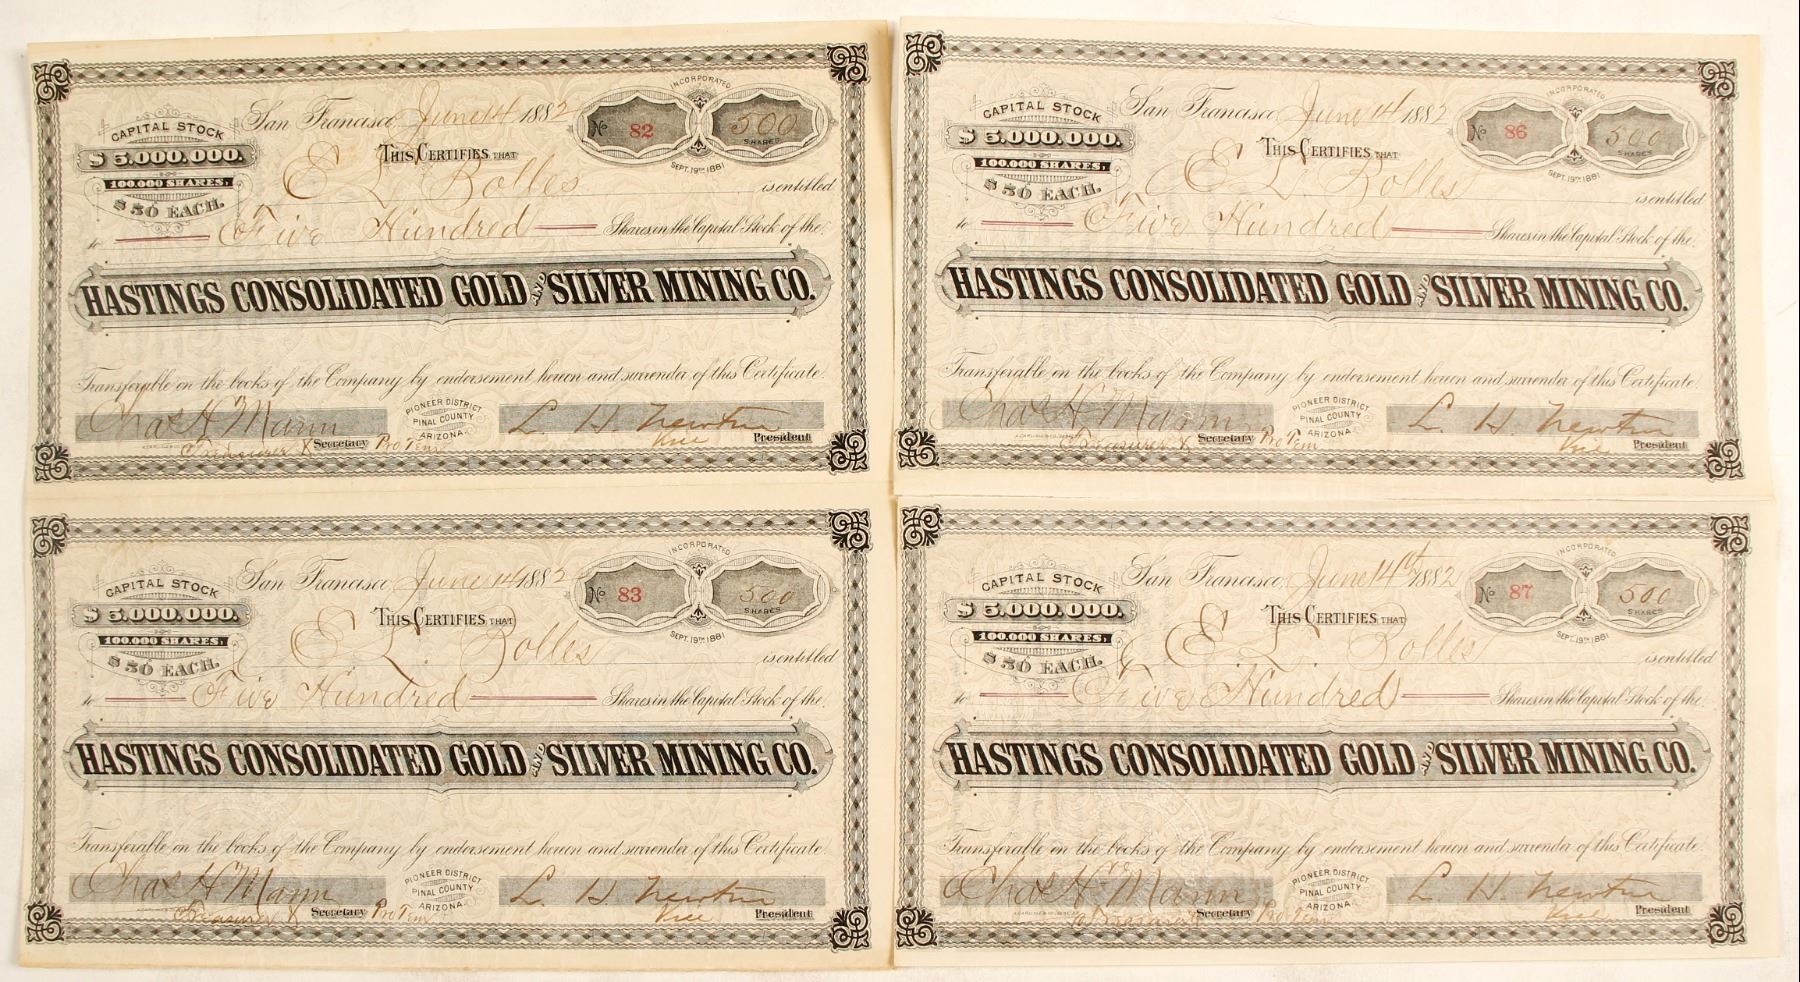 San Francisco June 14 1882
INCORPORATED
CAPITAL STOCK
$5.000.000.
100.000 SHARES,
$50 EACH.
No 82
500
SHARES
SEPT. 19TH 1881
THIS CERTIFIES THAT
E L Bolles is entitled
to Five Hundred Shares in the Capital Stock of the
HASTINGS CONSOLIDATED GOLD AND SILVER MINING CO.
Transferable on the books of the Company by endorsement hereon and surrender of this Certificate.
Chas H Mann
PIONEER DISTRICT
PINAL COUNTY
ARIZONA
L. H. Newton
Treasurer & Secretary Pro Tem
Vice President
San Francisco June 14 1882
INCORPORATED
CAPITAL STOCK
$5.000.000.
100.000 SHARES,
$50 EACH.
No 86
500
SHARES
SEPT. 19TH 1881
THIS CERTIFIES THAT
E L. Bolles is entitled
to Five Hundred Shares in the Capital Stock of the
HASTINGS CONSOLIDATED GOLD AND SILVER MINING CO.
Transferable on the books of the Company by endorsement hereon and surrender of this Certificate.
Chas H Mann
PIONEER DISTRICT
PINAL COUNTY
ARIZONA
L. H. Newton
Treasurer & Secretary Pro Tem
Vice President
San Francisco June 14 1882
INCORPORATED
CAPITAL STOCK
$5.000.000.
100.000 SHARES,
$50 EACH.
No 83
500
SHARES
SEPT. 19TH 1881
THIS CERTIFIES THAT
E. L. Bolles is entitled
to Five Hundred Shares in the Capital Stock of the
HASTINGS CONSOLIDATED GOLD AND SILVER MINING CO.
Transferable on the books of the Company by endorsement hereon and surrender of this Certificate.
Chas H Mann
PIONEER DISTRICT
PINAL COUNTY
ARIZONA
L. H. Newton
Treasurer & Secretary Pro Tem
Vice President
San Francisco June 14th 1882
INCORPORATED
CAPITAL STOCK
$5.000.000.
100.000 SHARES,
$50 EACH.
No 87
500
SHARES
SEPT. 19TH 1881
THIS CERTIFIES THAT
E. L. Bolles is entitled
to Five Hundred Shares in the Capital Stock of the
HASTINGS CONSOLIDATED GOLD AND SILVER MINING CO.
Transferable on the books of the Company by endorsement hereon and surrender of this Certificate.
Chas H Mann
PIONEER DISTRICT
PINAL COUNTY
ARIZONA
L. H. Newton
Treasurer & Secretary Pro Tem
Vice President